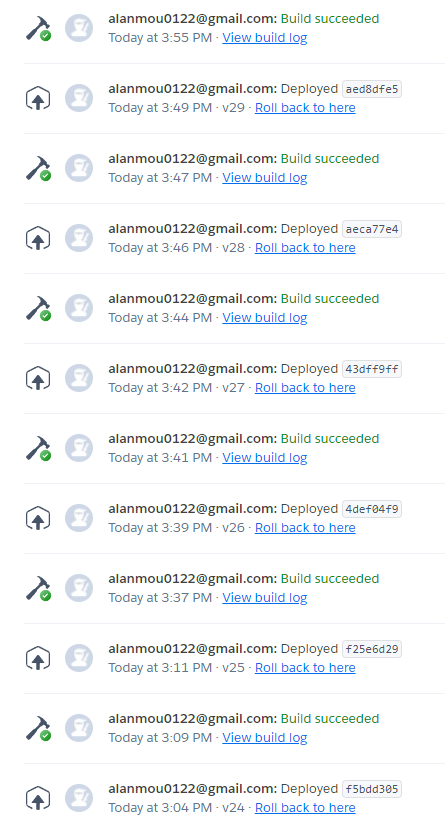 alanmou0122@gmail.com: Build succeeded
Today at 3:55 PM · View build log
alanmou0122@gmail.com: Deployed aed8dfe5
Today at 3:49 PM · v29 · Roll back to here
alanmou0122@gmail.com: Build succeeded
Today at 3:47 PM · View build log
alanmou0122@gmail.com: Deployed aeca77e4
Today at 3:46 PM · v28 · Roll back to here
alanmou0122@gmail.com: Build succeeded
Today at 3:44 PM · View build log
alanmou0122@gmail.com: Deployed 43dff9ff
Today at 3:42 PM · v27 · Roll back to here
alanmou0122@gmail.com: Build succeeded
Today at 3:41 PM · View build log
alanmou0122@gmail.com: Deployed 4def04f9
Today at 3:39 PM · v26 · Roll back to here
alanmou0122@gmail.com: Build succeeded
Today at 3:37 PM · View build log
alanmou0122@gmail.com: Deployed f25e6d29
Today at 3:11 PM · v25 · Roll back to here
alanmou0122@gmail.com: Build succeeded
Today at 3:09 PM · View build log
alanmou0122@gmail.com: Deployed f5bdd305
Today at 3:04 PM · v24 · Roll back to here